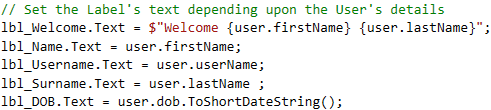 // Set the Label's text depending upon the User's details
lbl_Welcome.Text = $"Welcome {user.firstName} {user.lastName}";
lbl_Name.Text = user.firstName;
lbl_Username.Text = user.userName;
lbl_Surname.Text = user.lastName ;
lbl_DOB.Text = user.dob.ToShortDateString();